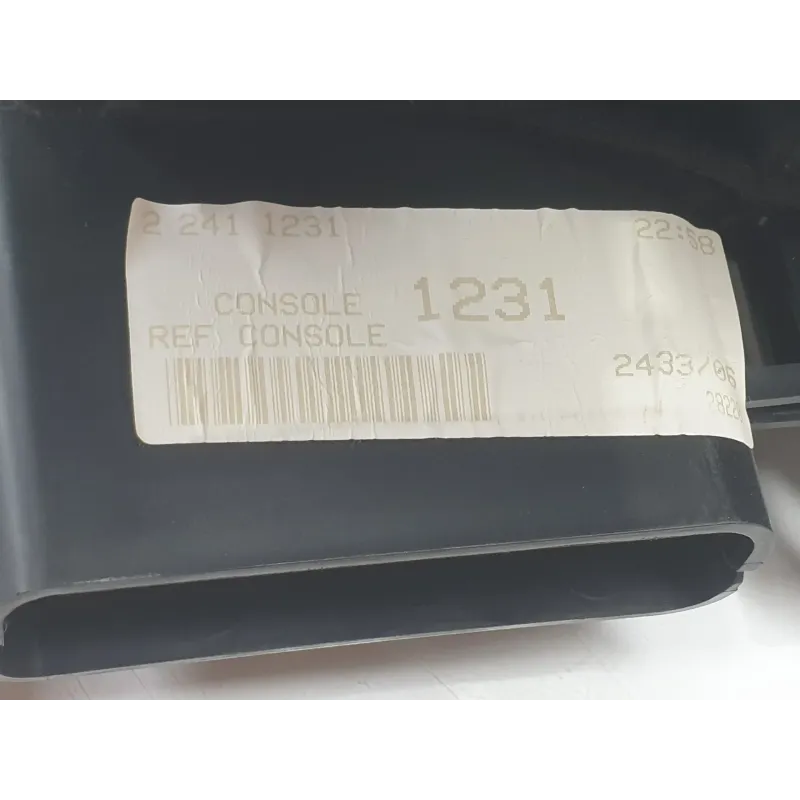 2 241 1231 22:58
CONSOLE 1231
REF CONSOLE
2433/06